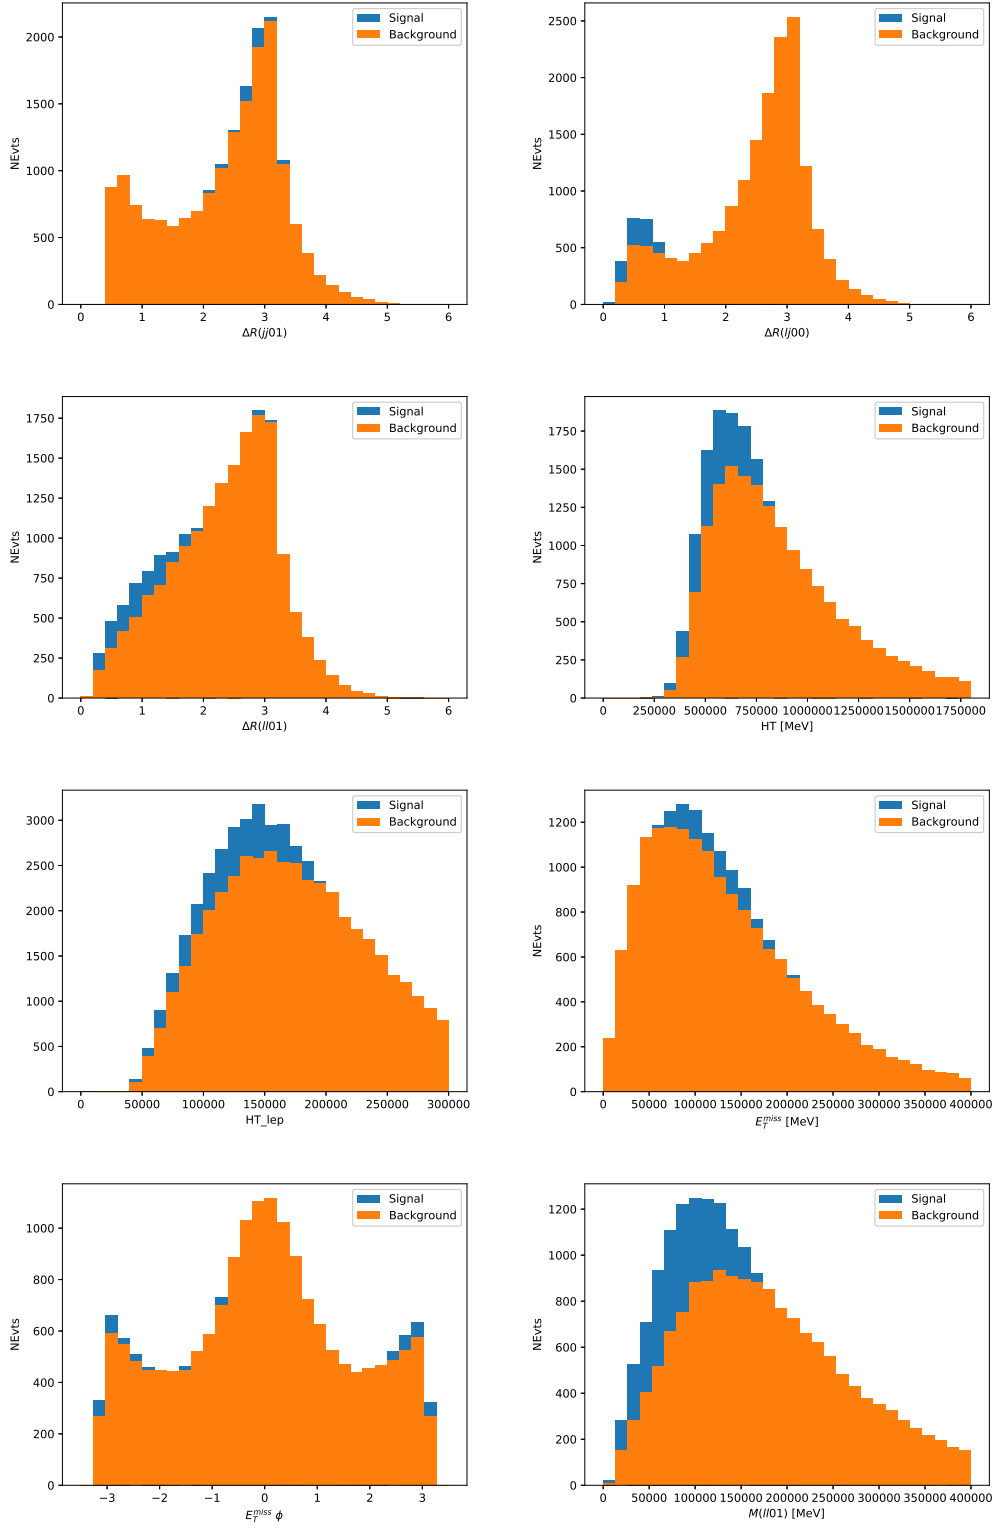 Signal
Background
2000
1500
1000
500
0
NEvts
0 1 2 3 4 5 6
ΔR(jj01)
Signal
Background
2500
2000
1500
1000
500
0
NEvts
0 1 2 3 4 5 6
ΔR(lj00)
Signal
Background
1750
1500
1250
1000
750
500
250
0
NEvts
0 1 2 3 4 5 6
ΔR(ll01)
Signal
Background
1750
1500
1250
1000
750
500
250
0
NEvts
0 250000 500000 750000 1000000 1250000 1500000 1750000
HT [MeV]
Signal
Background
3000
2500
2000
1500
1000
500
0
NEvts
0 50000 100000 150000 200000 250000 300000
HT_lep
Signal
Background
1200
1000
800
600
400
200
0
NEvts
0 50000 100000 150000 200000 250000 300000 350000 400000
E_T^miss [MeV]
Signal
Background
1000
800
600
400
200
0
NEvts
−3 −2 −1 0 1 2 3
E_T^miss ϕ
Signal
Background
1200
1000
800
600
400
200
0
NEvts
0 50000 100000 150000 200000 250000 300000 350000 400000
M(ll01) [MeV]